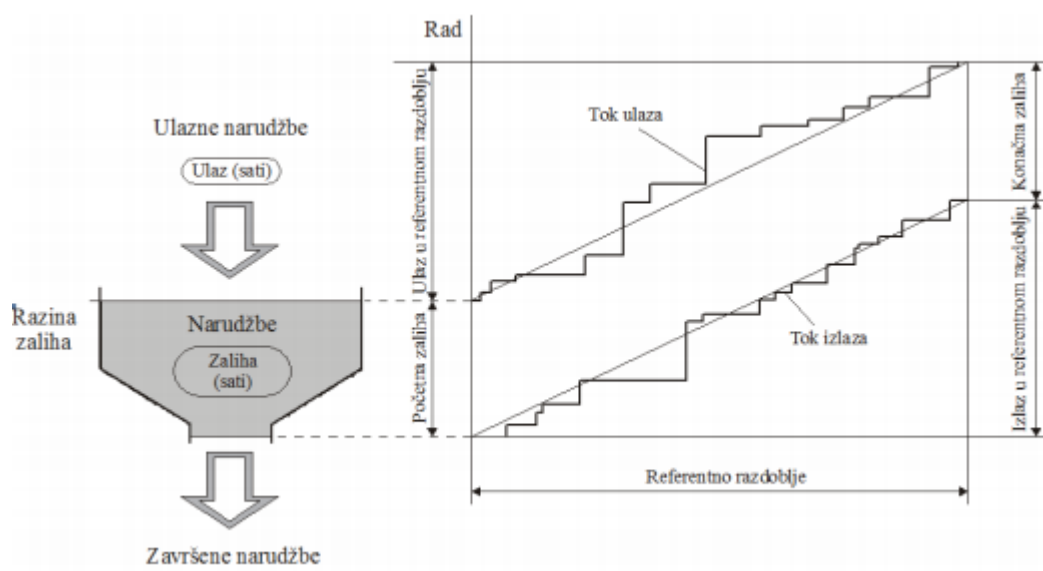 Rad
Ulazne narudžbe
Ulaz (sati)
Razina
zaliha
Narudžbe
Zaliha
(sati)
Završene narudžbe
Ulaz u referentnom razdoblju
Početna zaliha
Tok ulaza
Tok izlaza
Referentno razdoblje
Konačna zaliha
Izlaz u referentnom razdoblju